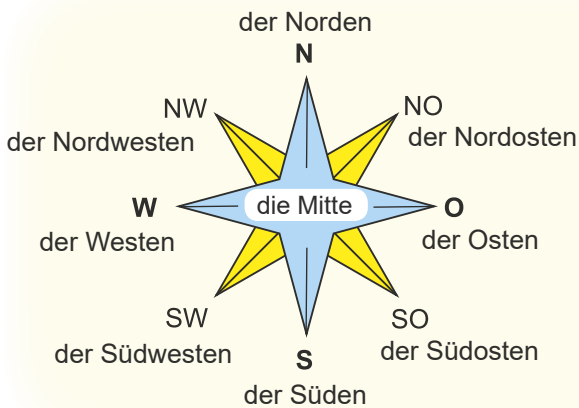 der Norden
N
NW
NO
der Nordwesten
der Nordosten
W
die Mitte
O
der Westen
der Osten
SW
SO
der Südwesten
der Südosten
S
der Süden